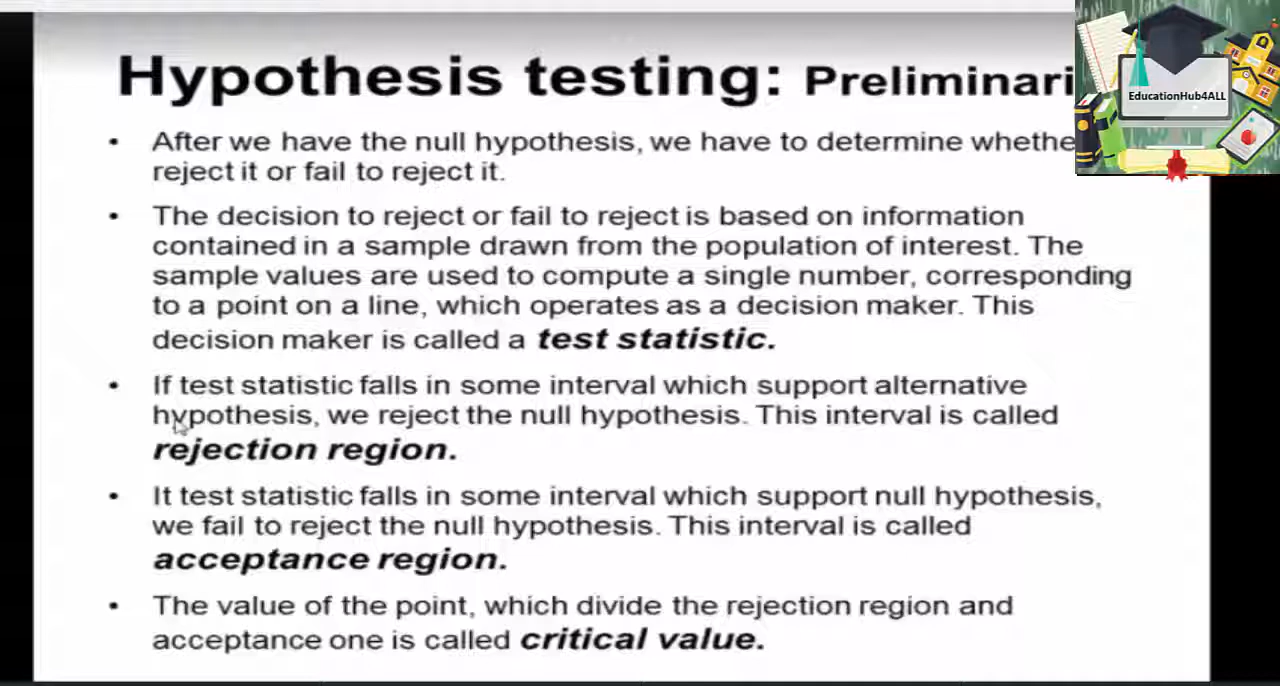 Hypothesis testing: Preliminari
EducationHub4ALL
• After we have the null hypothesis, we have to determine whethe
reject it or fail to reject it.
• The decision to reject or fail to reject is based on information
contained in a sample drawn from the population of interest. The
sample values are used to compute a single number, corresponding
to a point on a line, which operates as a decision maker. This
decision maker is called a test statistic.
• If test statistic falls in some interval which support alternative
hypothesis, we reject the null hypothesis. This interval is called
rejection region.
• It test statistic falls in some interval which support null hypothesis,
we fail to reject the null hypothesis. This interval is called
acceptance region.
• The value of the point, which divide the rejection region and
acceptance one is called critical value.